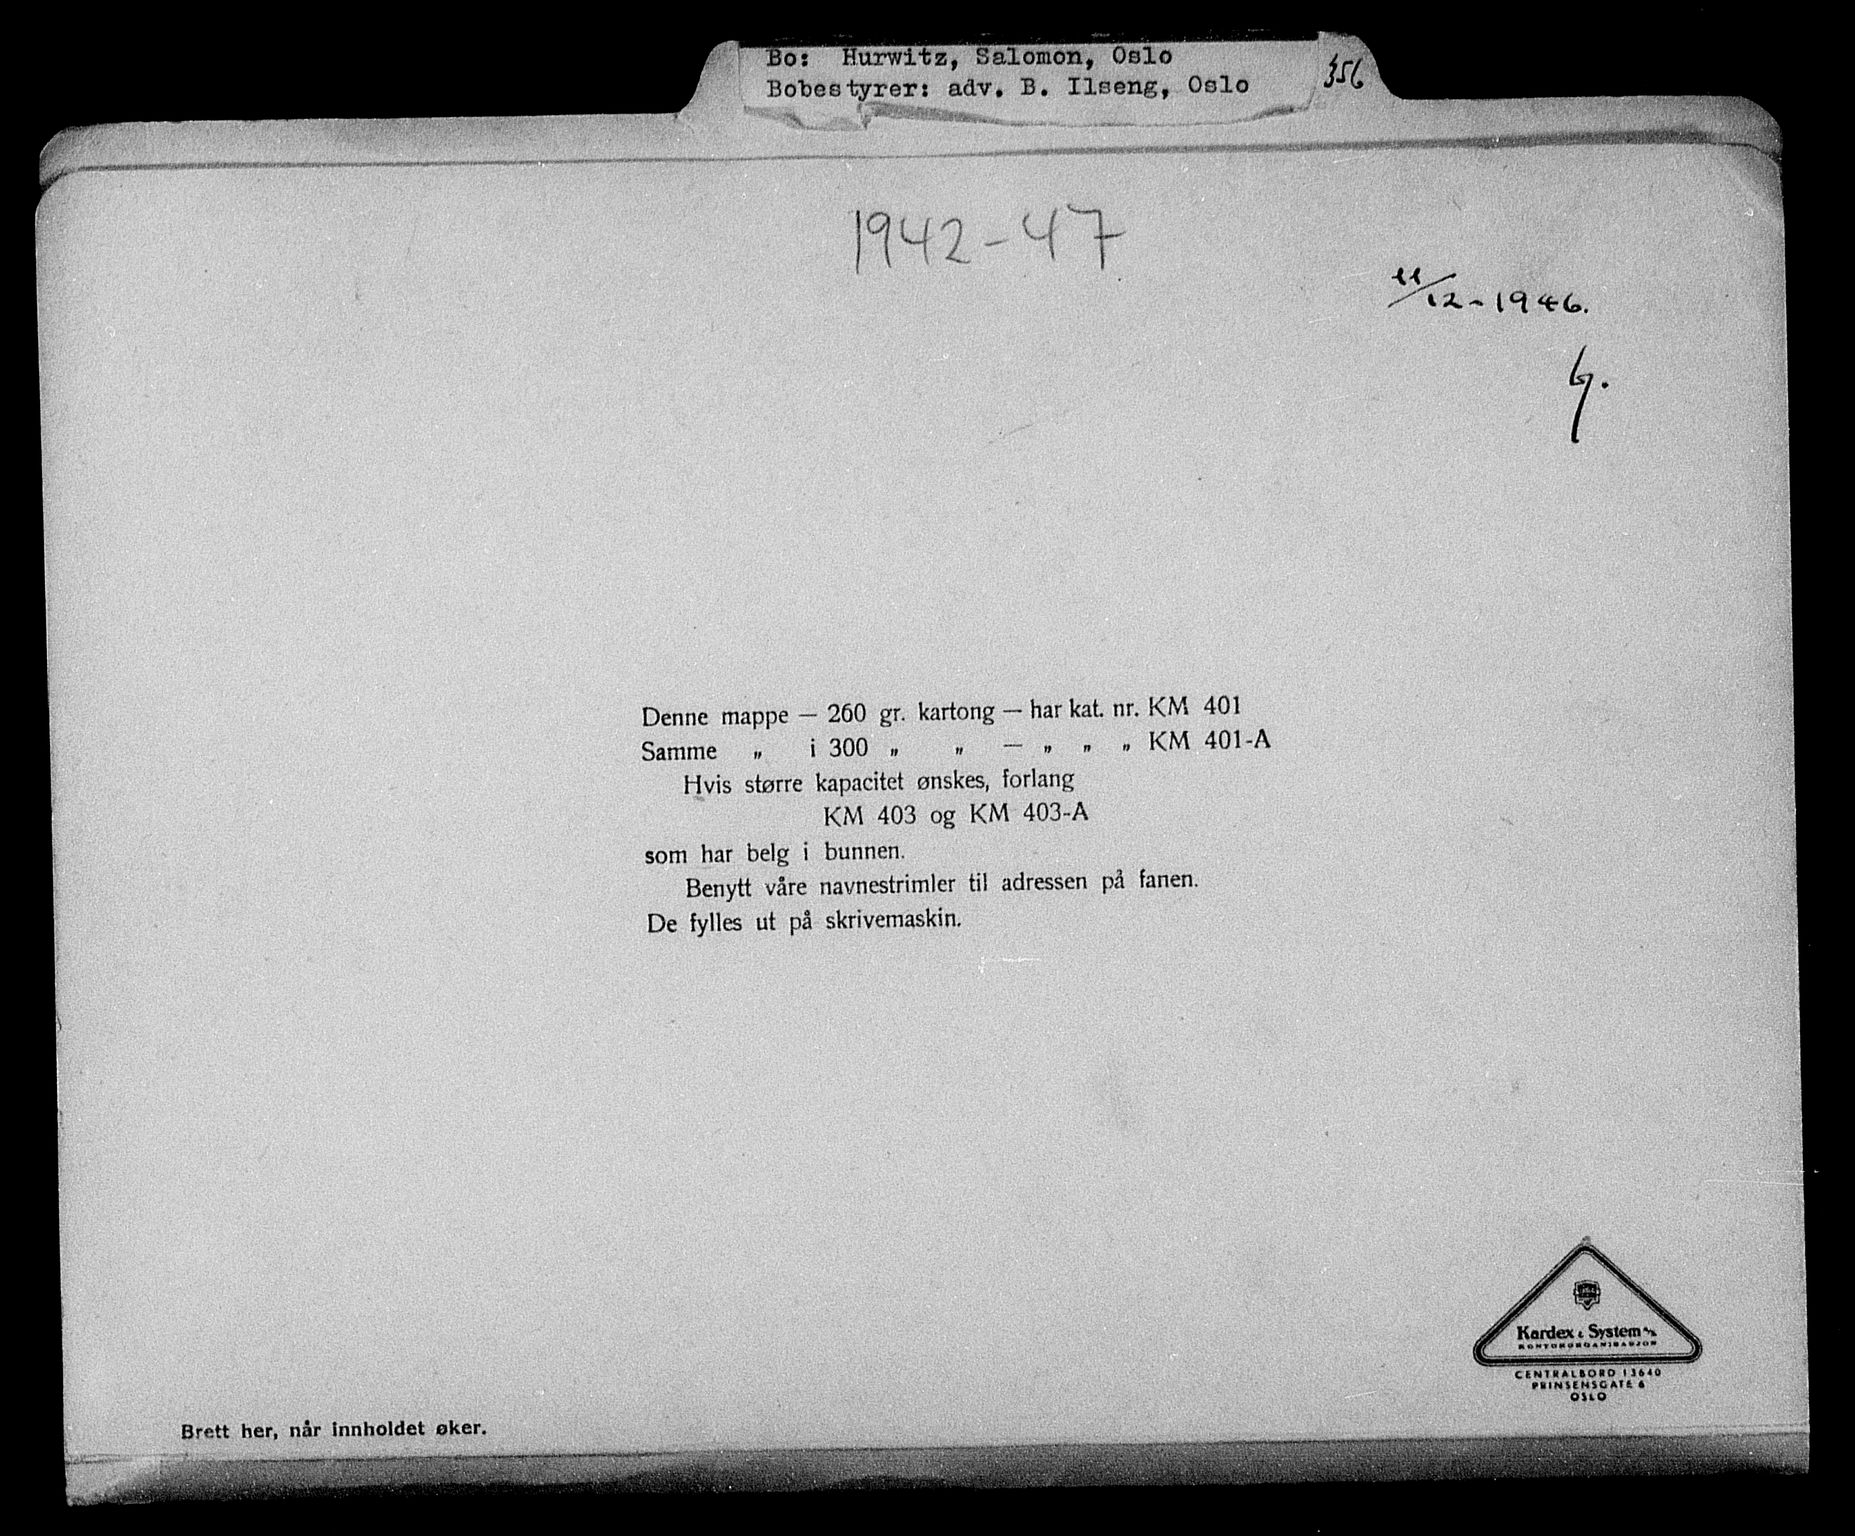 Bo: Hurwitz, Salomon, Oslo
Bobestyrer: adv. B. Ilseng, Oslo
356
1942-47
11/12-1946.
Denne mappe — 260 gr. kartong — har kat. nr. KM 401
Samme „ i 300 „ „ — „ „ „ KM 401-A
Hvis større kapacitet ønskes, forlang
KM 403 og KM 403-A
som har belg i bunnen.
Benytt våre navnestrimler til adressen på fanen.
De fylles ut på skrivemaskin.
Kardex & System A/S
KONTORORGANISASJON
CENTRALBORD 13640
PRINSENSGATE 6
OSLO
Brett her, når innholdet øker.